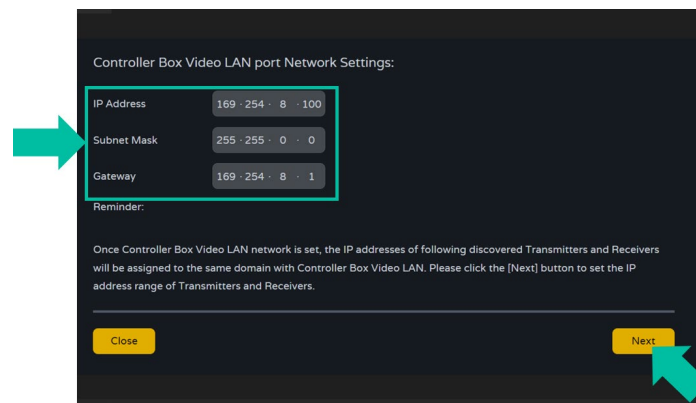 Controller Box Video LAN port Network Settings:
IP Address 169 . 254 . 8 . 100
Subnet Mask 255 . 255 . 0 . 0
Gateway 169 . 254 . 8 . 1
Reminder:
Once Controller Box Video LAN network is set, the IP addresses of following discovered Transmitters and Receivers
will be assigned to the same domain with Controller Box Video LAN. Please click the [Next] button to set the IP
address range of Transmitters and Receivers.
Close Next